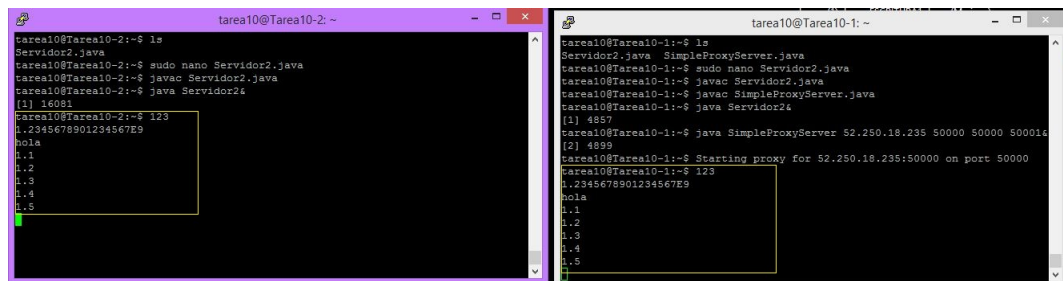 tarea10@Tarea10-2: ~
tarea10@Tarea10-2:~$ ls
Servidor2.java
tarea10@Tarea10-2:~$ sudo nano Servidor2.java
tarea10@Tarea10-2:~$ javac Servidor2.java
tarea10@Tarea10-2:~$ java Servidor2&
[1] 16081
tarea10@Tarea10-2:~$ 123
1.2345678901234567E9
hola
1.1
1.2
1.3
1.4
1.5
tarea10@Tarea10-1: ~
tarea10@Tarea10-1:~$ ls
Servidor2.java  SimpleProxyServer.java
tarea10@Tarea10-1:~$ sudo nano Servidor2.java
tarea10@Tarea10-1:~$ javac Servidor2.java
tarea10@Tarea10-1:~$ javac SimpleProxyServer.java
tarea10@Tarea10-1:~$ java Servidor2&
[1] 4857
tarea10@Tarea10-1:~$ java SimpleProxyServer 52.250.18.235 50000 50000 50001&
[2] 4899
tarea10@Tarea10-1:~$ Starting proxy for 52.250.18.235:50000 on port 50000
tarea10@Tarea10-1:~$ 123
1.2345678901234567E9
hola
1.1
1.2
1.3
1.4
1.5